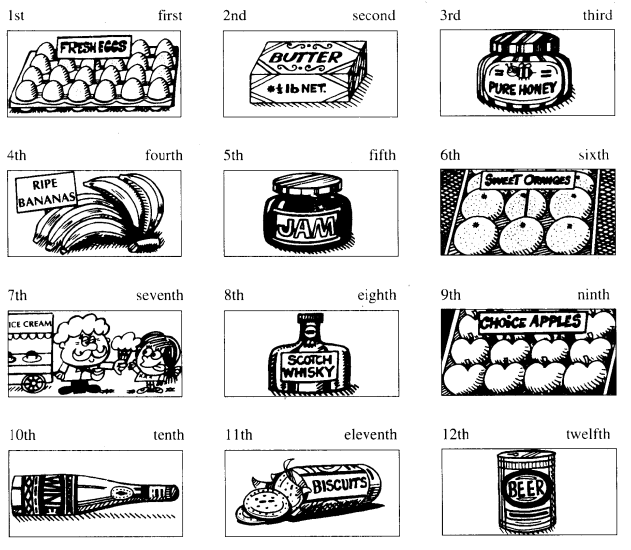 1st first
2nd second
3rd third
FRESH EGGS
BUTTER
½ lb NET.
PURE HONEY
4th fourth
5th fifth
6th sixth
RIPE
BANANAS
JAM
SWEET ORANGES
7th seventh
8th eighth
9th ninth
ICE CREAM
SCOTCH
WHISKY
CHOICE APPLES
10th tenth
11th eleventh
12th twelfth
WINE
BISCUITS
BEER